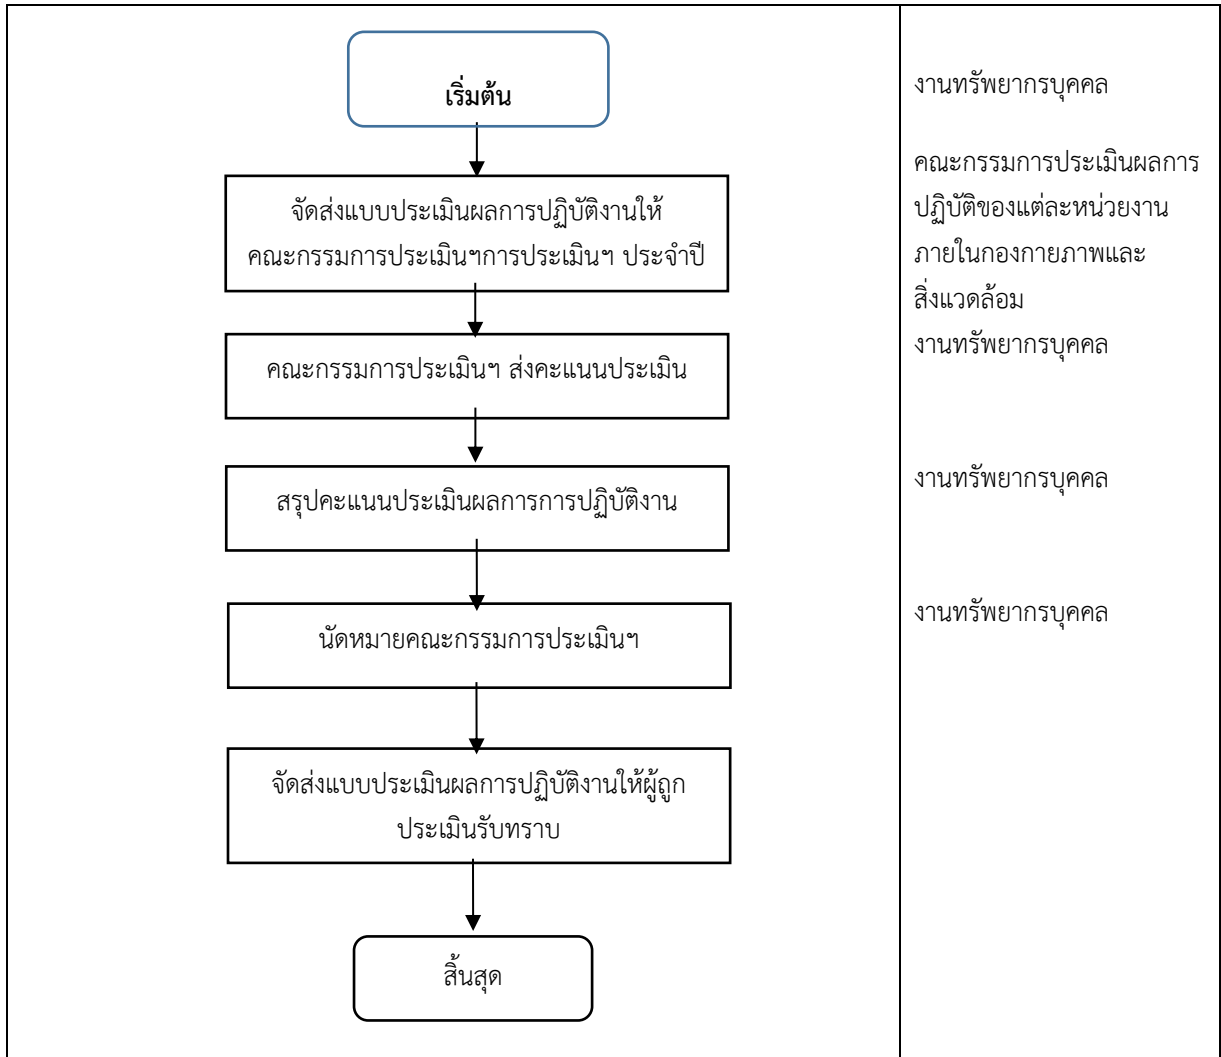 เริ่มต้น
จัดส่งแบบประเมินผลการปฏิบัติงานให้
คณะกรรมการประเมินฯการประเมินฯ ประจำปี
คณะกรรมการประเมินฯ ส่งคะแนนประเมิน
สรุปคะแนนประเมินผลการการปฏิบัติงาน
นัดหมายคณะกรรมการประเมินฯ
จัดส่งแบบประเมินผลการปฏิบัติงานให้ผู้ถูก
ประเมินรับทราบ
สิ้นสุด
งานทรัพยากรบุคคล
คณะกรรมการประเมินผลการ
ปฏิบัติของแต่ละหน่วยงาน
ภายในกองกายภาพและ
สิ่งแวดล้อม
งานทรัพยากรบุคคล
งานทรัพยากรบุคคล
งานทรัพยากรบุคคล